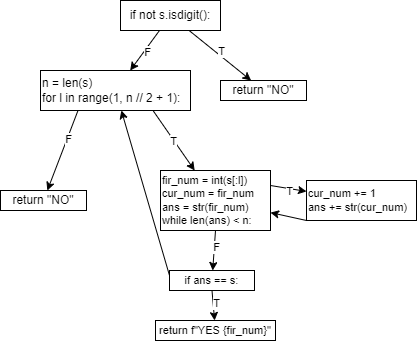 if not s.isdigit():
F
T
n = len(s)
for l in range(1, n // 2 + 1):
return "NO"
F
T
return "NO"
fir_num = int(s[:l])
cur_num = fir_num
ans = str(fir_num)
while len(ans) < n:
T
cur_num += 1
ans += str(cur_num)
F
if ans == s:
T
return f"YES {fir_num}"